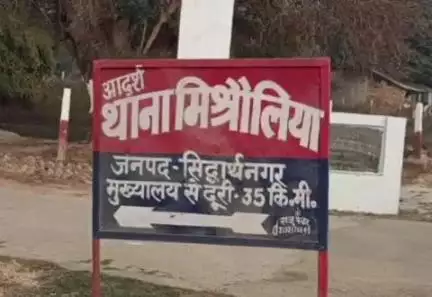 आदर्श
थाना मिश्रौलिया
जनपद-सिद्धार्थनगर
मुख्यालय से दूरी-35 कि.मी.